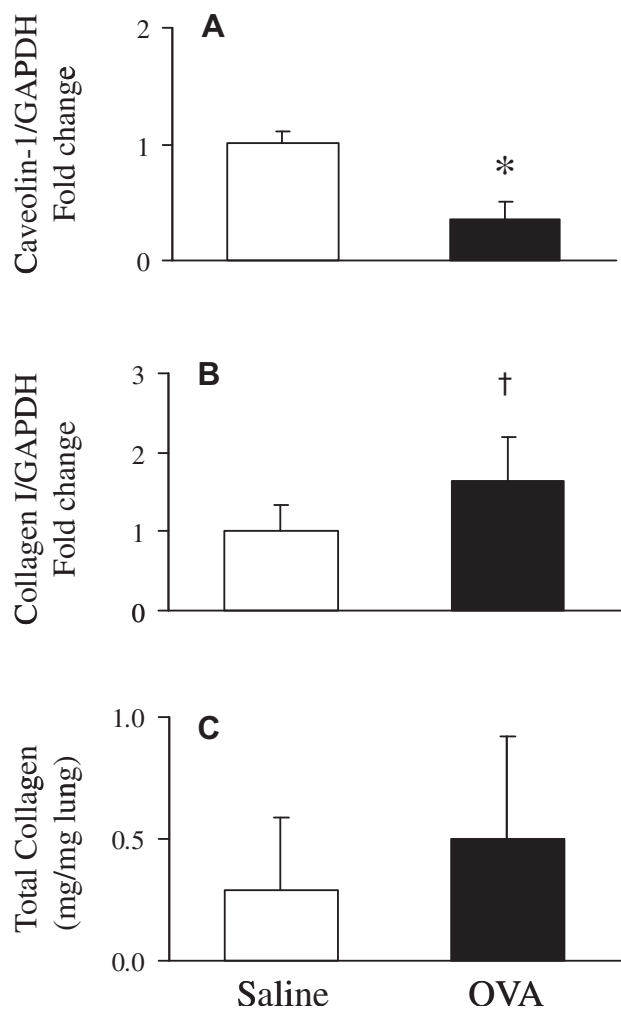 A
Caveolin-1/GAPDH
Fold change
2
1
0
*
B
Collagen I/GAPDH
Fold change
3
2
1
0
†
C
Total Collagen
(mg/mg lung)
1.0
0.5
0.0
Saline OVA